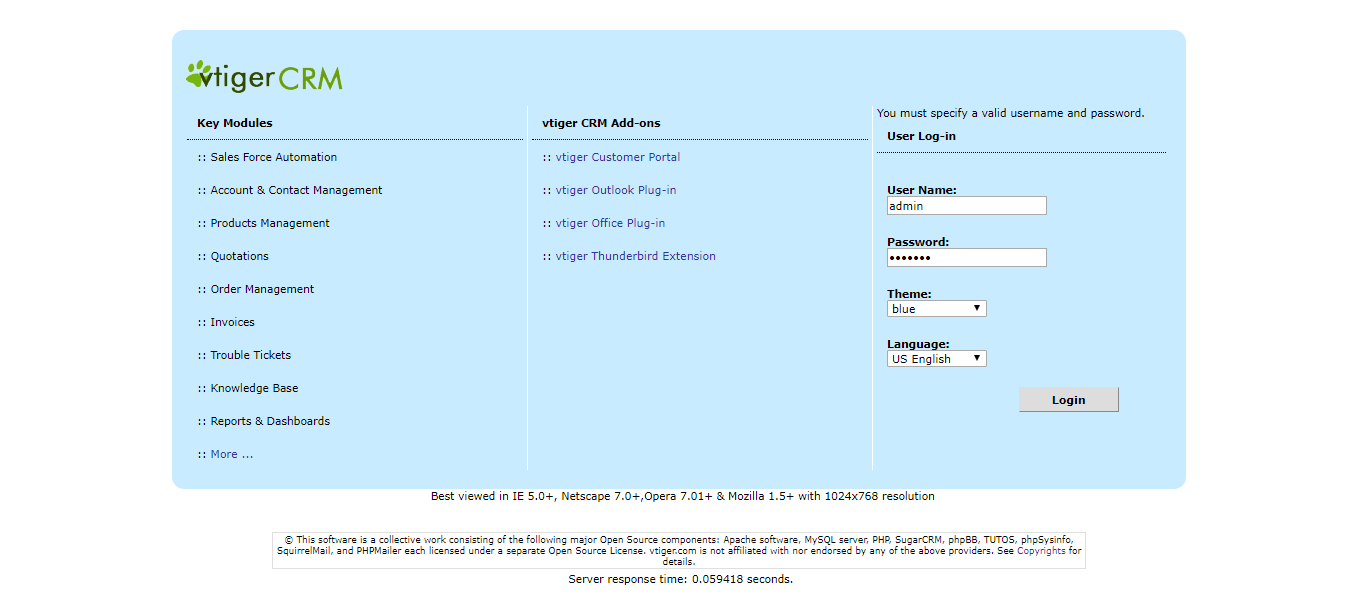 vtiger CRM
Key Modules
:: Sales Force Automation
:: Account & Contact Management
:: Products Management
:: Quotations
:: Order Management
:: Invoices
:: Trouble Tickets
:: Knowledge Base
:: Reports & Dashboards
:: More ...
vtiger CRM Add-ons
:: vtiger Customer Portal
:: vtiger Outlook Plug-in
:: vtiger Office Plug-in
:: vtiger Thunderbird Extension
You must specify a valid username and password.
User Log-in
User Name:
admin
Password:
•••••••
Theme:
blue
Language:
US English
Login
Best viewed in IE 5.0+, Netscape 7.0+,Opera 7.01+ & Mozilla 1.5+ with 1024x768 resolution
© This software is a collective work consisting of the following major Open Source components: Apache software, MySQL server, PHP, SugarCRM, phpBB, TUTOS, phpSysinfo,
SquirrelMail, and PHPMailer each licensed under a separate Open Source License. vtiger.com is not affiliated with nor endorsed by any of the above providers. See Copyrights for
details.
Server response time: 0.059418 seconds.